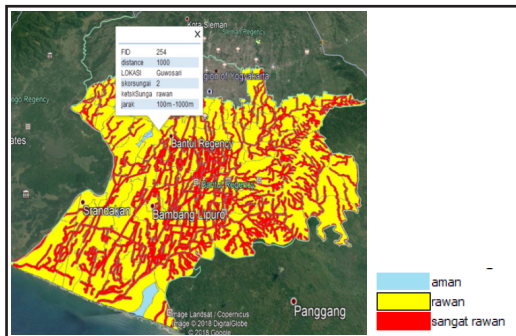 Kota Sleman
X
FID 254
distance 1000
LOKASI Guwosari
skorsungai 2
ketskSunga rawan
jarak 100m -1000m
Regency
of Yogyakarta
Regency
ates
Bantul Regency
Bantul Regency
Srandakan
Bambang Lipuro
Panggang
Image Landsat / Copernicus
Image © 2018 DigitalGlobe
© 2018 Google
aman
rawan
sangat rawan